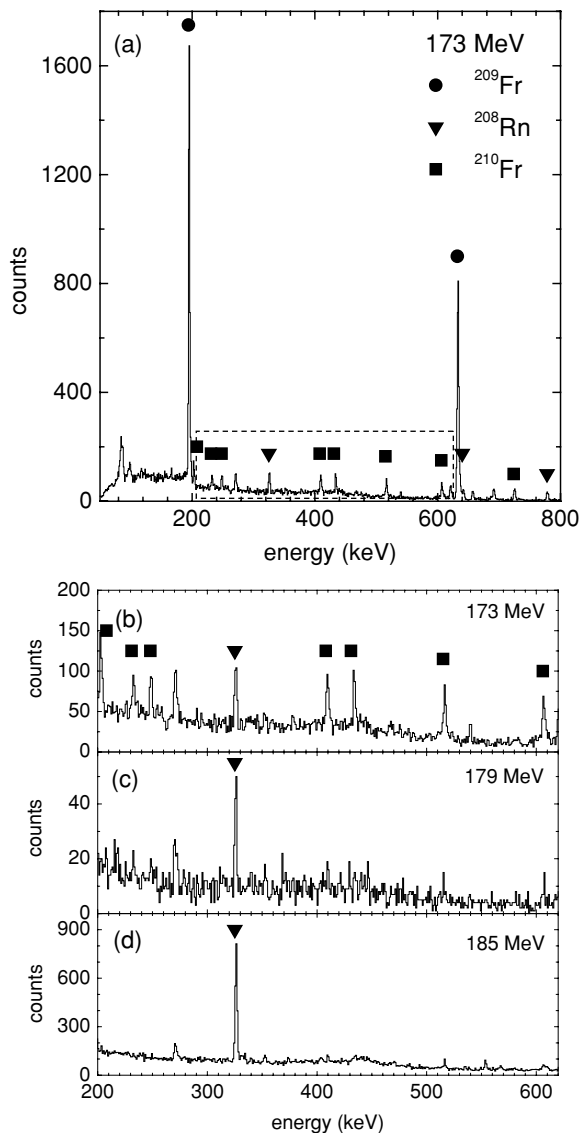 (a)
173 MeV
²⁰⁹Fr
²⁰⁸Rn
²¹⁰Fr
counts
1600
1200
800
400
0
200
400
600
800
energy (keV)
(b)
173 MeV
counts
200
150
100
50
0
(c)
179 MeV
counts
40
20
0
(d)
185 MeV
counts
900
600
300
0
200
300
400
500
600
energy (keV)